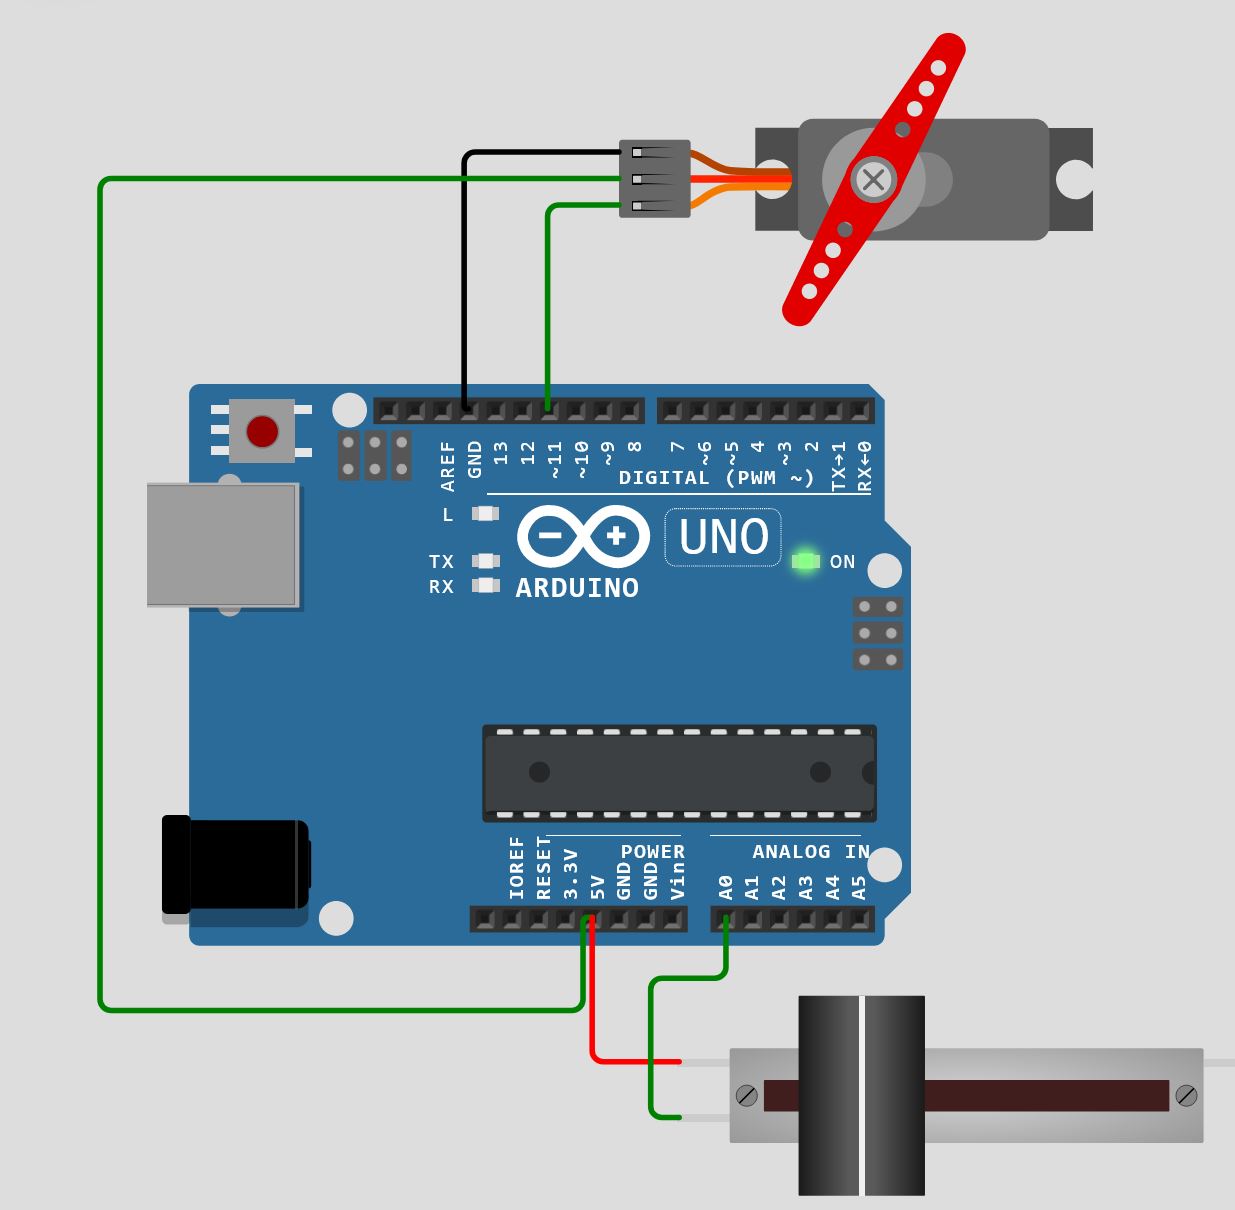 AREF
GND
13
12
~11
~10
~9
8
7
~6
~5
4
~3
2
TX→1
RX←0
DIGITAL (PWM ~)
L
TX
RX
UNO
ON
ARDUINO
POWER
ANALOG IN
IOREF
RESET
3.3V
5V
GND
GND
Vin
A0
A1
A2
A3
A4
A5